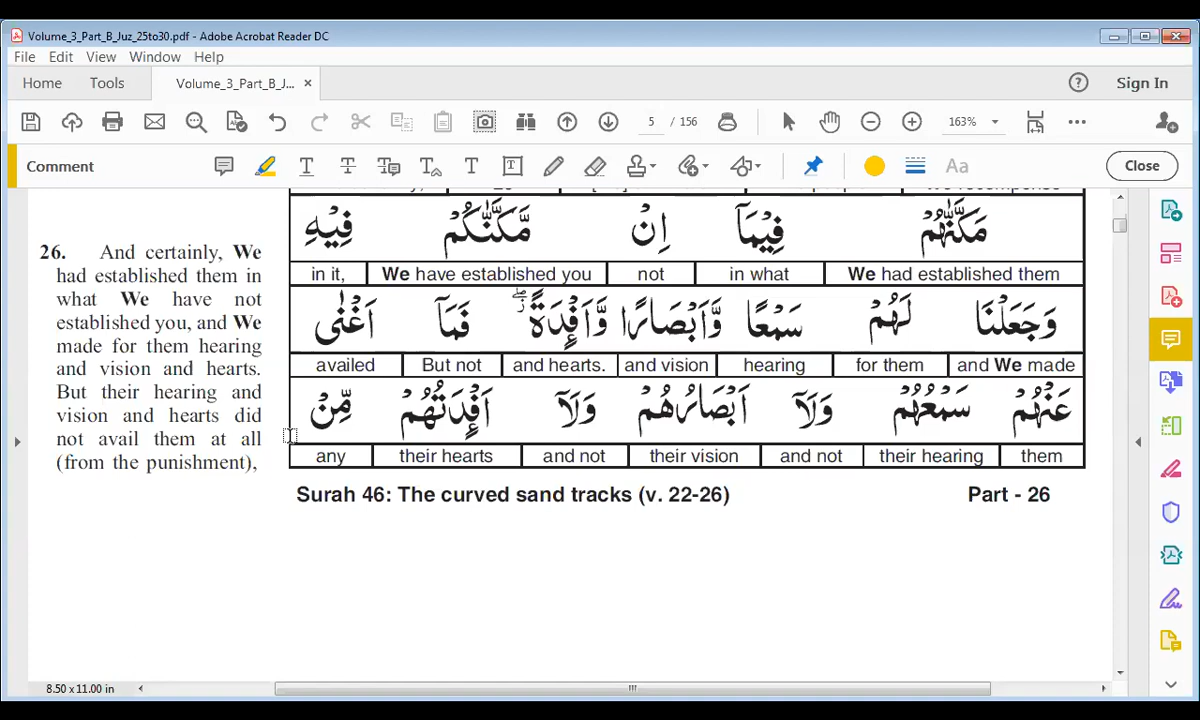 Volume_3_Part_B_Juz_25to30.pdf - Adobe Acrobat Reader DC
File Edit View Window Help
Home Tools Volume_3_Part_B_J... × Sign In
5 / 156 163%
Comment Close
مَكَّنّٰهُمْ فِيْمَآ اِنْ مَّكَّنّٰكُمْ فِيْهِ
in it, We have established you not in what We had established them
وَجَعَلْنَا لَهُمْ سَمْعًا وَّاَبْصَارًا وَّاَفْـِٕدَةً ۖ فَمَآ اَغْنٰى
availed But not and hearts. and vision hearing for them and We made
عَنْهُمْ سَمْعُهُمْ وَلَآ اَبْصَارُهُمْ وَلَآ اَفْـِٕدَتُهُمْ مِّنْ
any their hearts and not their vision and not their hearing them
26. And certainly, We
had established them in
what We have not
established you, and We
made for them hearing
and vision and hearts.
But their hearing and
vision and hearts did
not avail them at all
(from the punishment),
Surah 46: The curved sand tracks (v. 22-26) Part - 26
8.50 x 11.00 in